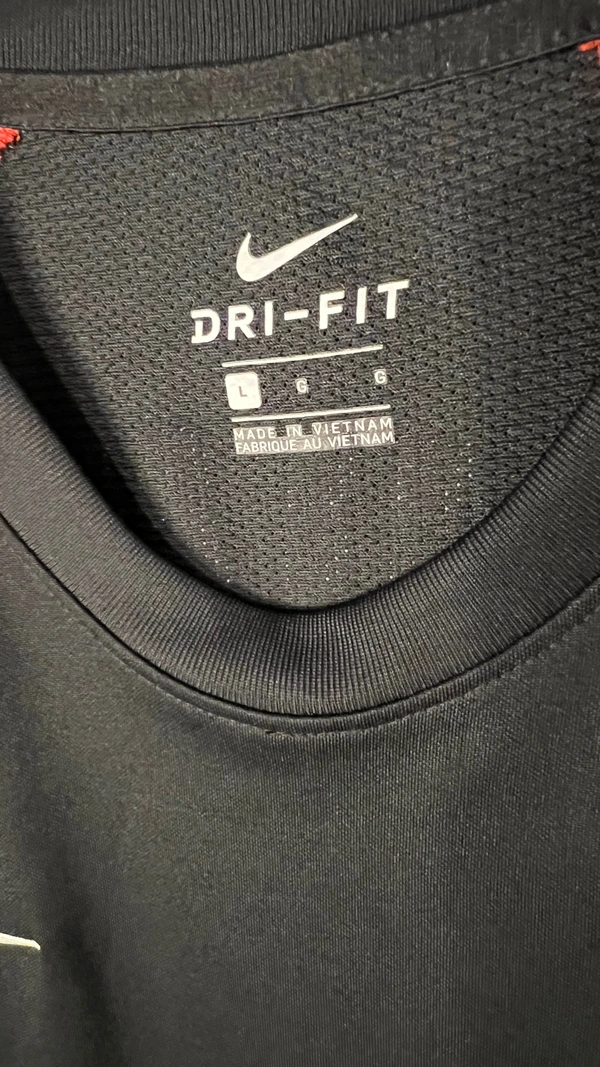 DRI-FIT
L G G
MADE IN VIETNAM
FABRIQUE AU VIETNAM